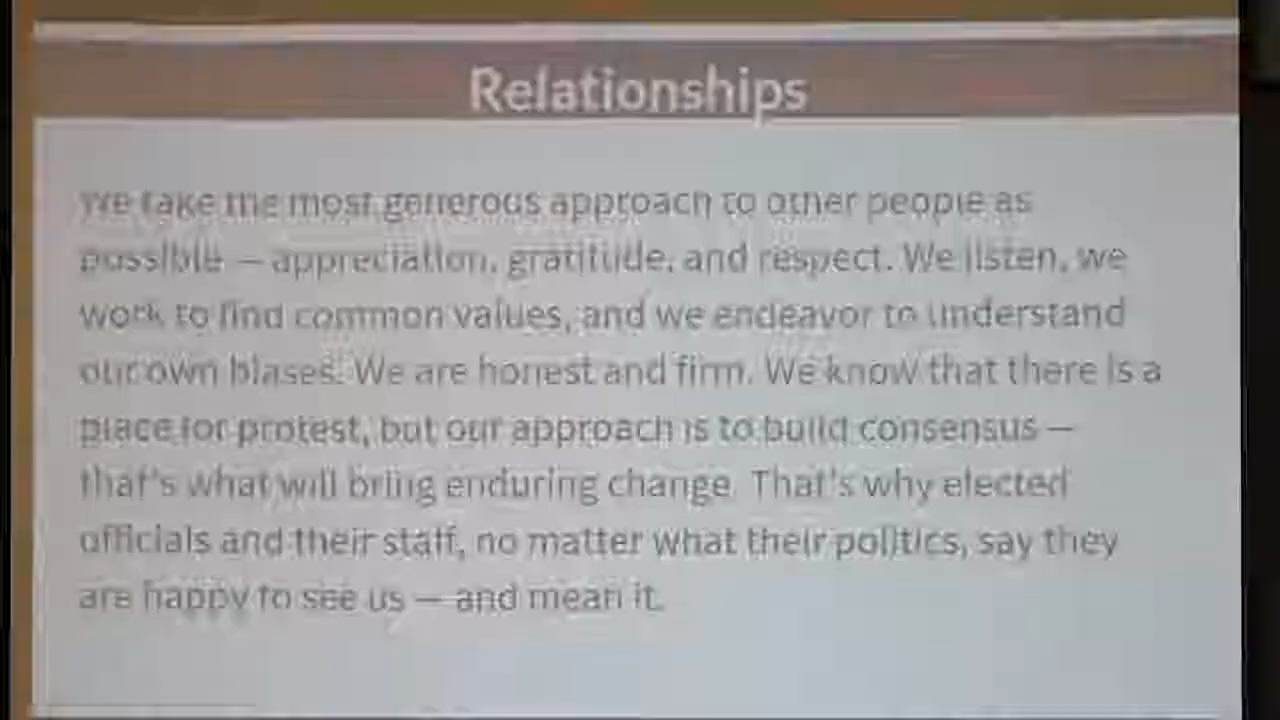 Relationships
We take the most generous approach to other people as
possible — appreciation, gratitude, and respect. We listen, we
work to find common values, and we endeavor to understand
our own biases. We are honest and firm. We know that there is a
place for protest, but our approach is to build consensus —
that's what will bring enduring change. That's why elected
officials and their staff, no matter what their politics, say they
are happy to see us — and mean it.